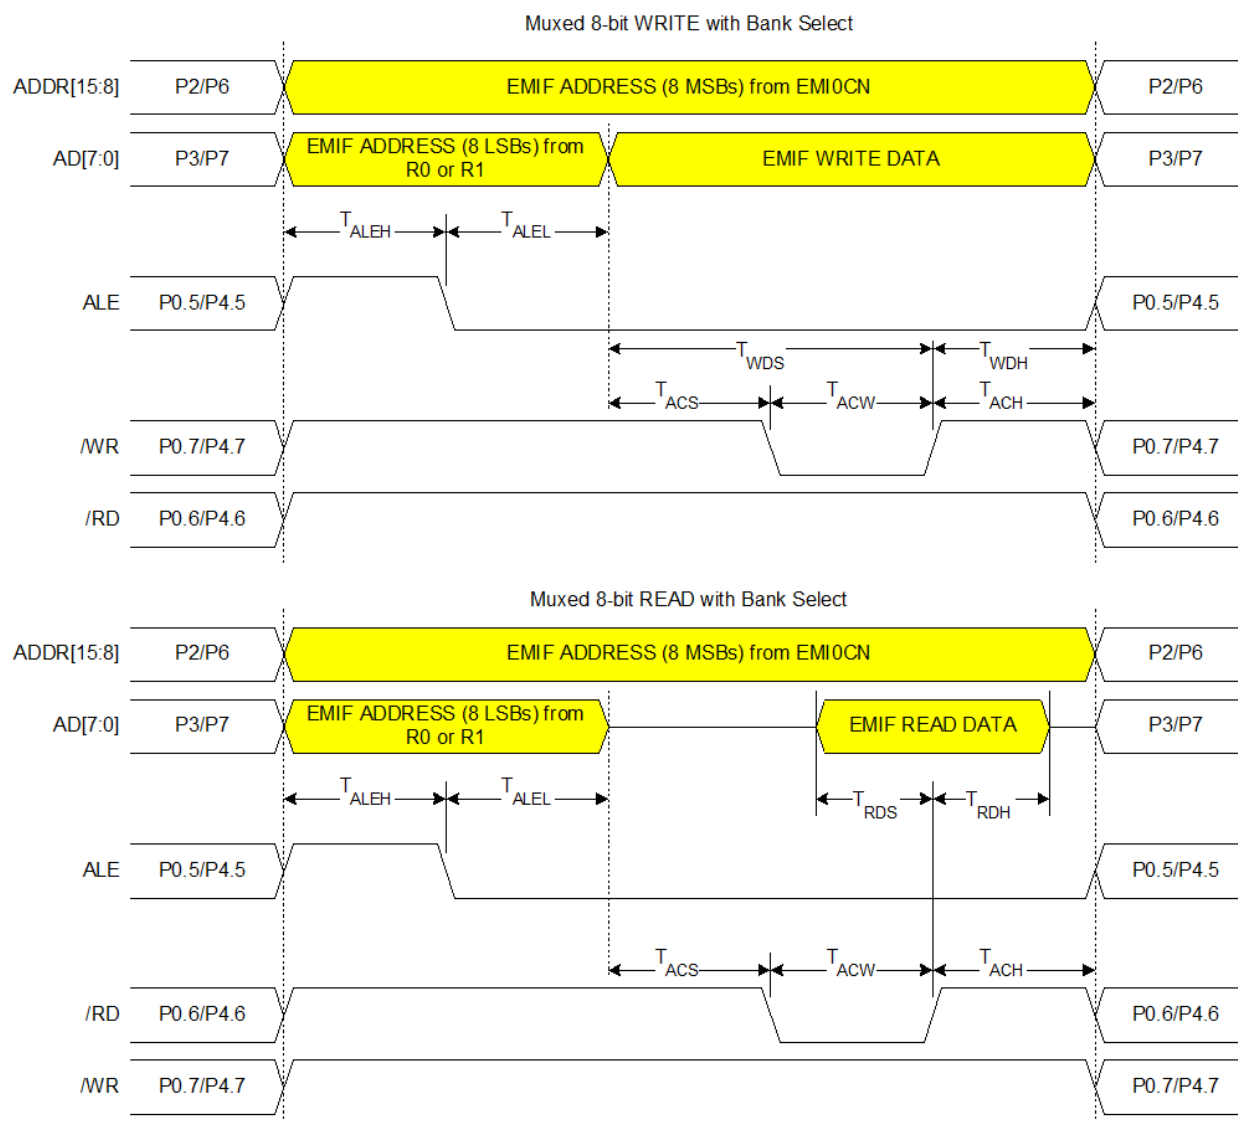 Muxed 8-bit WRITE with Bank Select
ADDR[15:8] P2/P6 EMIF ADDRESS (8 MSBs) from EMI0CN P2/P6
AD[7:0] P3/P7 EMIF ADDRESS (8 LSBs) from R0 or R1 EMIF WRITE DATA P3/P7
TALEH TALEL
ALE P0.5/P4.5 P0.5/P4.5
TWDS TWDH
TACS TACW TACH
/WR P0.7/P4.7 P0.7/P4.7
/RD P0.6/P4.6 P0.6/P4.6
Muxed 8-bit READ with Bank Select
ADDR[15:8] P2/P6 EMIF ADDRESS (8 MSBs) from EMI0CN P2/P6
AD[7:0] P3/P7 EMIF ADDRESS (8 LSBs) from R0 or R1 EMIF READ DATA P3/P7
TALEH TALEL TRDS TRDH
ALE P0.5/P4.5 P0.5/P4.5
TACS TACW TACH
/RD P0.6/P4.6 P0.6/P4.6
/WR P0.7/P4.7 P0.7/P4.7